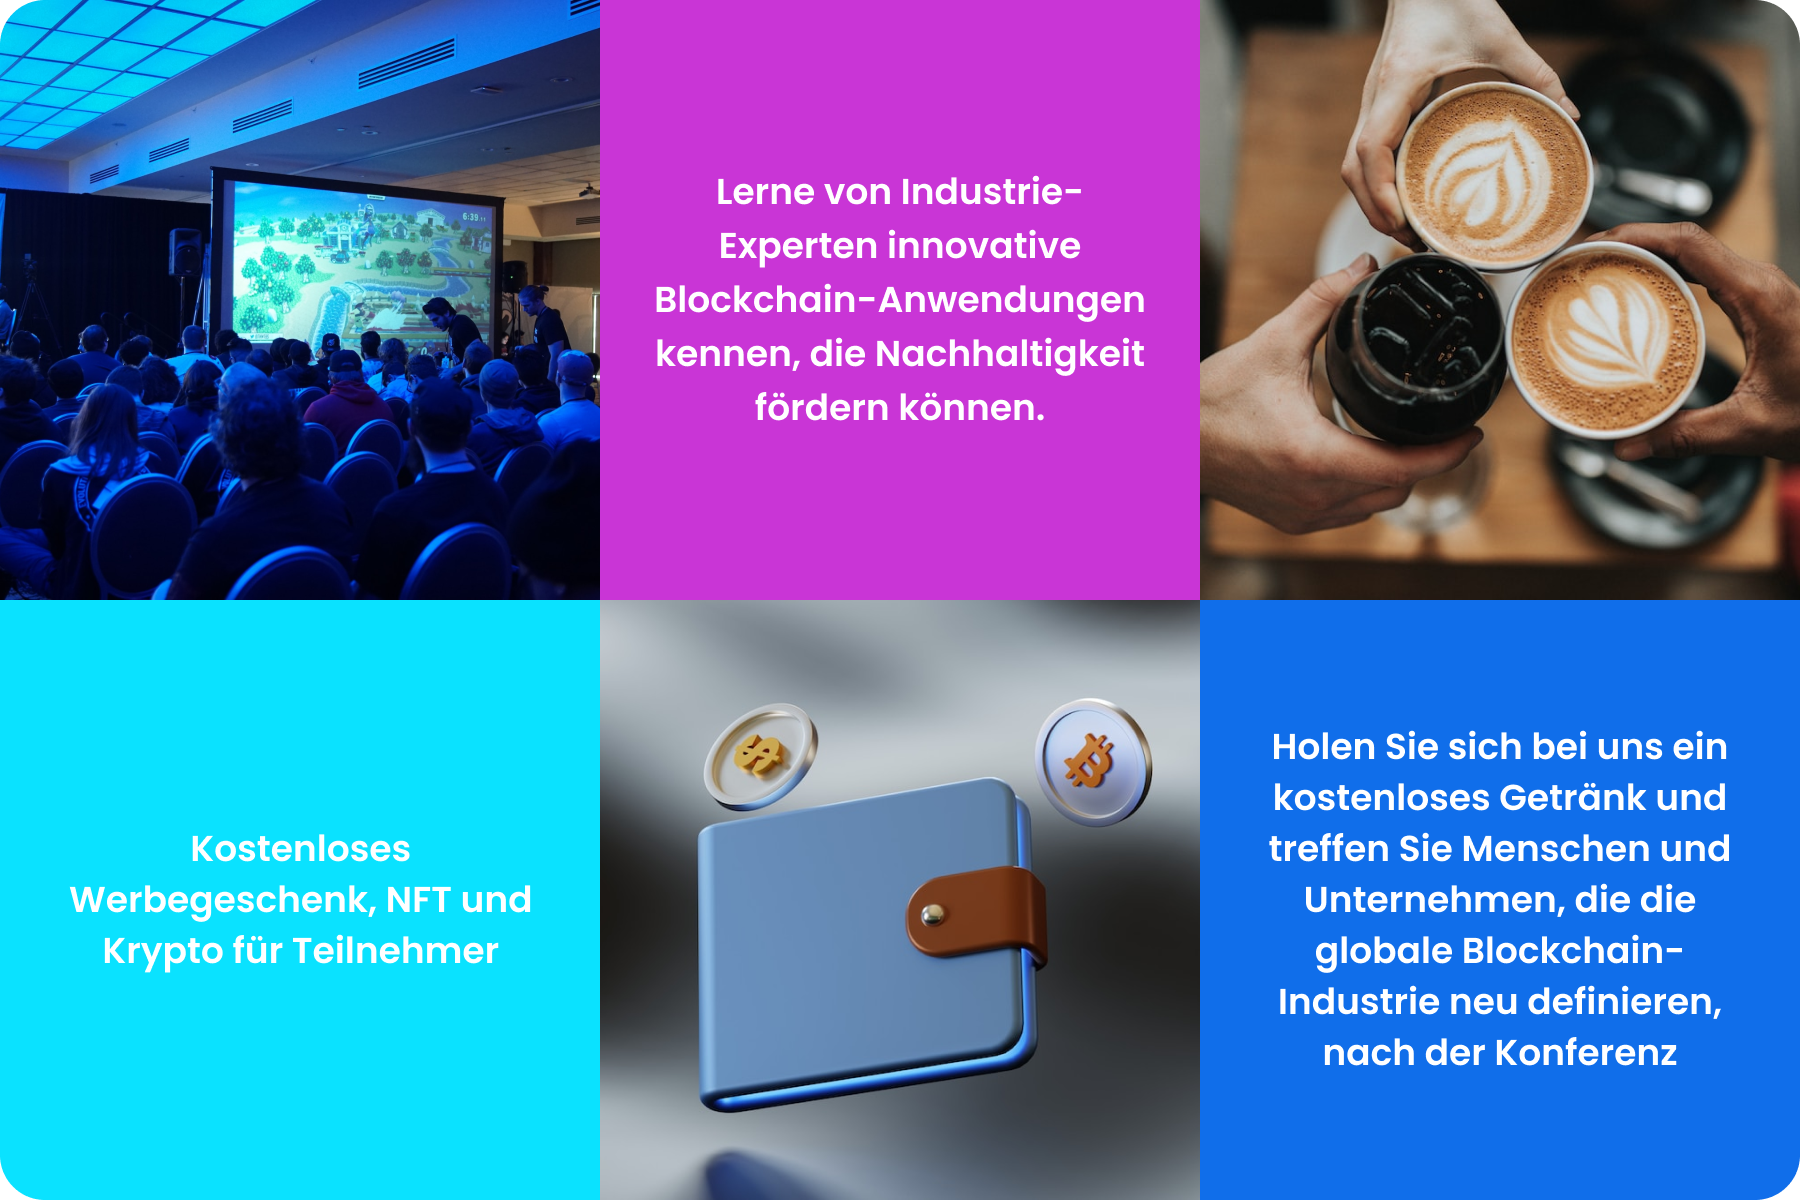 6:39
Lerne von Industrie-
Experten innovative
Blockchain-Anwendungen
kennen, die Nachhaltigkeit
fördern können.
Kostenloses
Werbegeschenk, NFT und
Krypto für Teilnehmer
Holen Sie sich bei uns ein
kostenloses Getränk und
treffen Sie Menschen und
Unternehmen, die die
globale Blockchain-
Industrie neu definieren,
nach der Konferenz